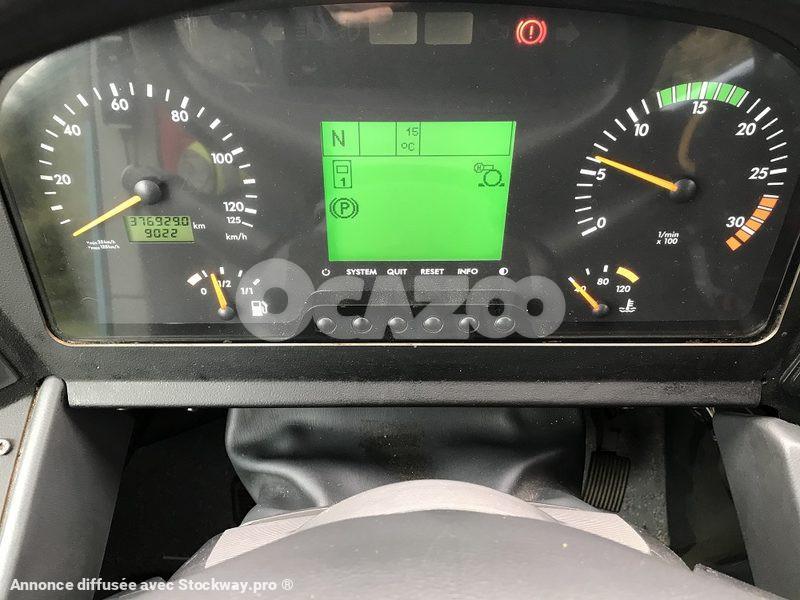 20 40 60 80 100 120 125 km/h
376929.0 km
9022
N 15 °C
1
P
0 5 10 15 20 25 30
1/min
x 100
0 1/2 1/1
SYSTEM QUIT RESET INFO
40 80 120
OCAZOO
Annonce diffusée avec Stockway.pro ®